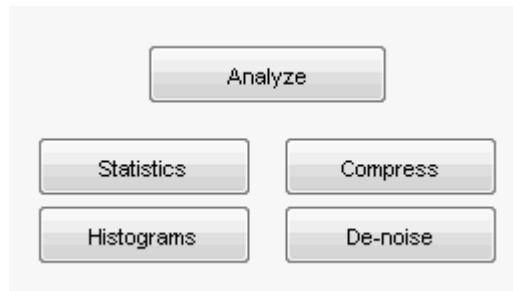 Analyze
Statistics
Compress
Histograms
De-noise